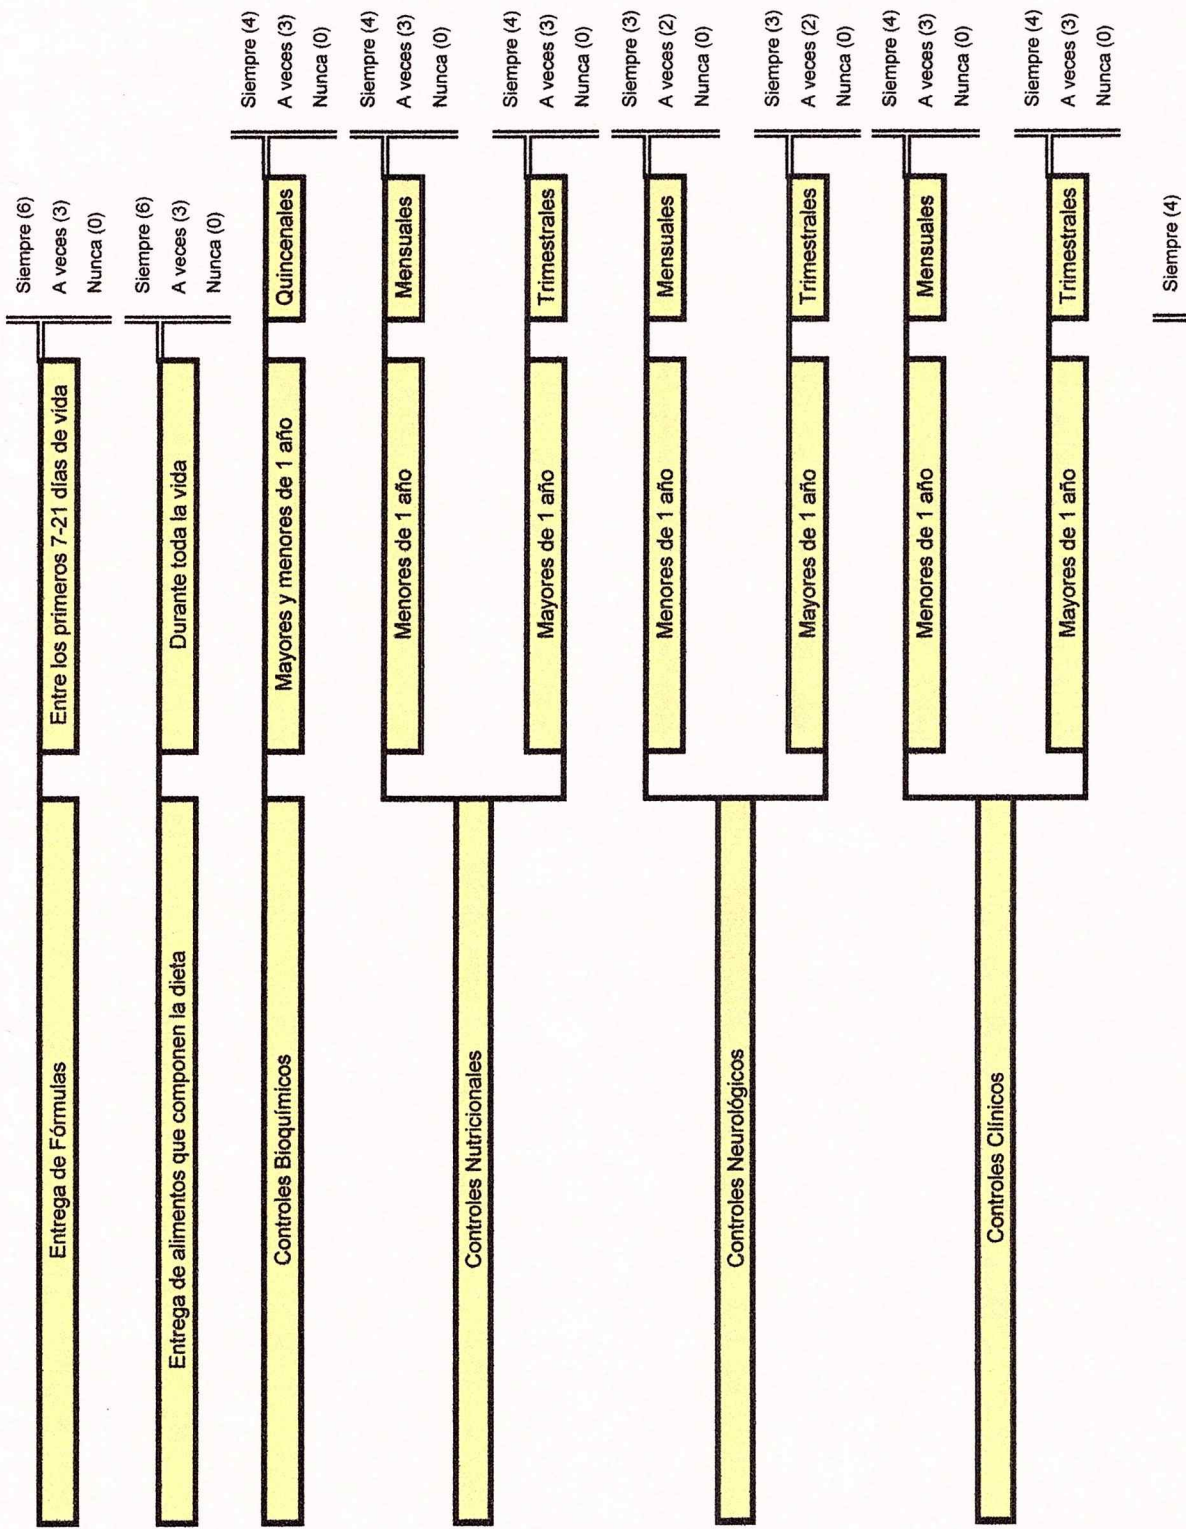 Entrega de Fórmulas
Entre los primeros 7-21 días de vida
Siempre (6)
A veces (3)
Nunca (0)
Entrega de alimentos que componen la dieta
Durante toda la vida
Siempre (6)
A veces (3)
Nunca (0)
Controles Bioquímicos
Mayores y menores de 1 año
Quincenales
Siempre (4)
A veces (3)
Nunca (0)
Controles Nutricionales
Menores de 1 año
Mensuales
Siempre (4)
A veces (3)
Nunca (0)
Mayores de 1 año
Trimestrales
Siempre (4)
A veces (3)
Nunca (0)
Controles Neurológicos
Menores de 1 año
Mensuales
Siempre (3)
A veces (2)
Nunca (0)
Mayores de 1 año
Trimestrales
Siempre (3)
A veces (2)
Nunca (0)
Controles Clínicos
Menores de 1 año
Mensuales
Siempre (4)
A veces (3)
Nunca (0)
Mayores de 1 año
Trimestrales
Siempre (4)
A veces (3)
Nunca (0)
Siempre (4)